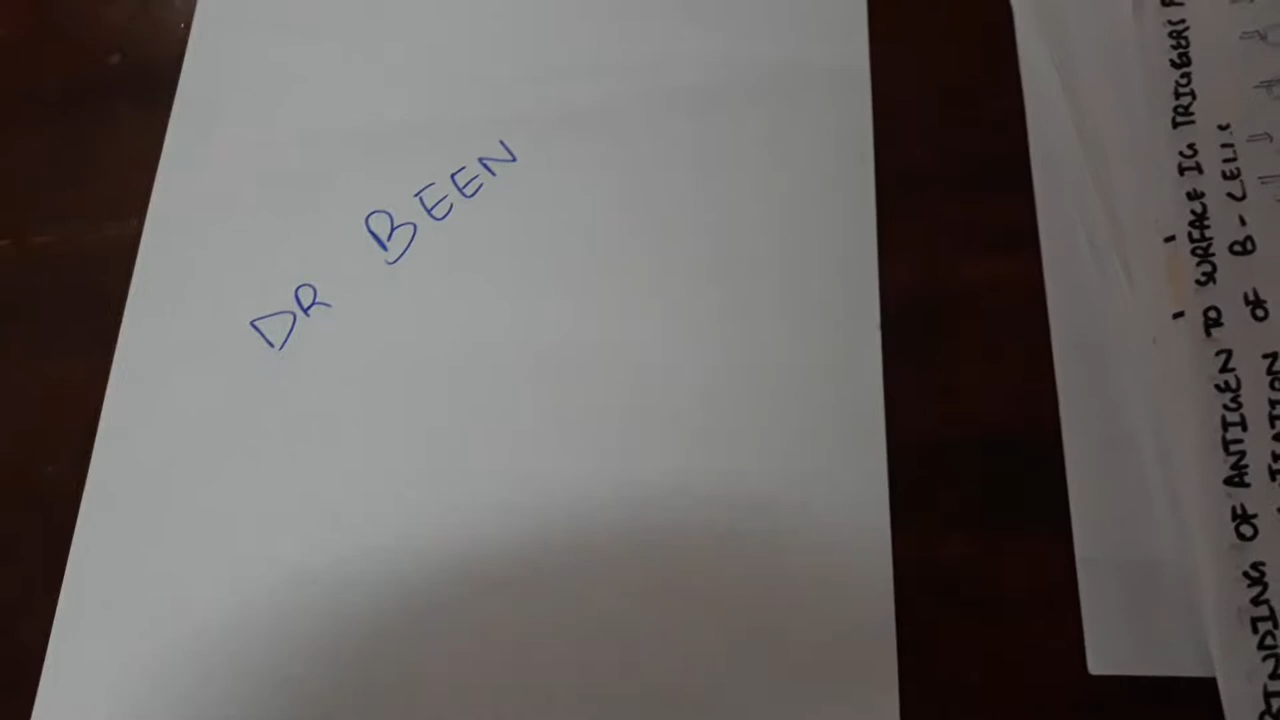 DR BEEN
BINDING OF ANTIGEN TO SURFACE IG TRIGGERS
OF B-CELLS